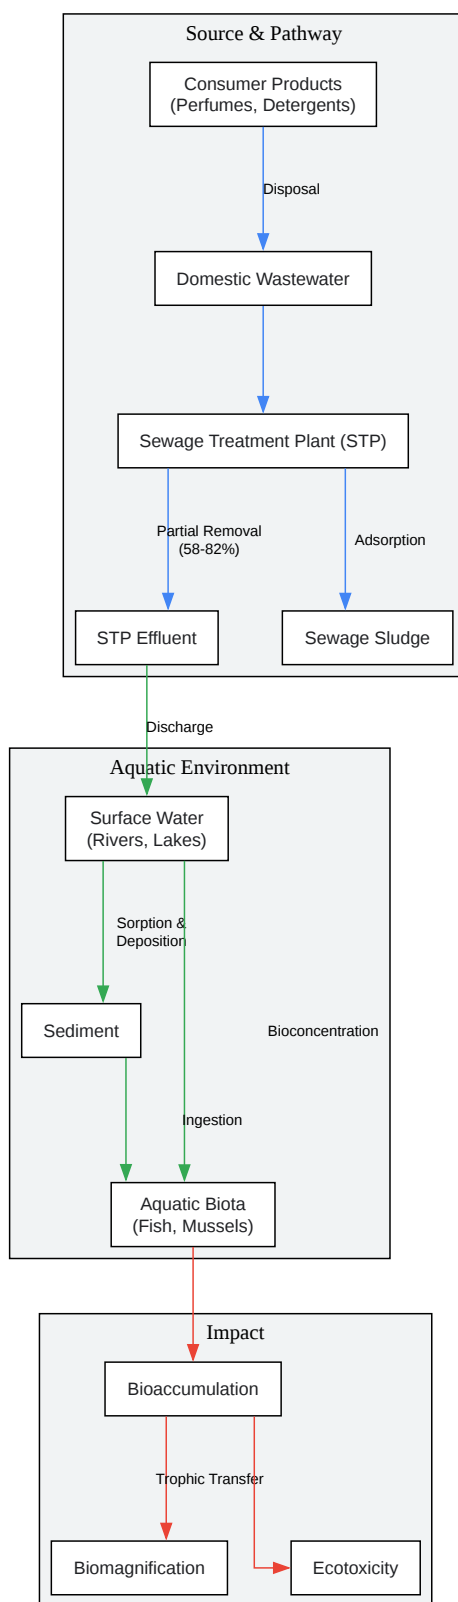 Source & Pathway
Consumer Products
(Perfumes, Detergents)
Disposal
Domestic Wastewater
Sewage Treatment Plant (STP)
Partial Removal
(58-82%)
Adsorption
STP Effluent
Sewage Sludge
Discharge
Aquatic Environment
Surface Water
(Rivers, Lakes)
Sorption &
Deposition
Sediment
Bioconcentration
Ingestion
Aquatic Biota
(Fish, Mussels)
Impact
Bioaccumulation
Trophic Transfer
Biomagnification
Ecotoxicity